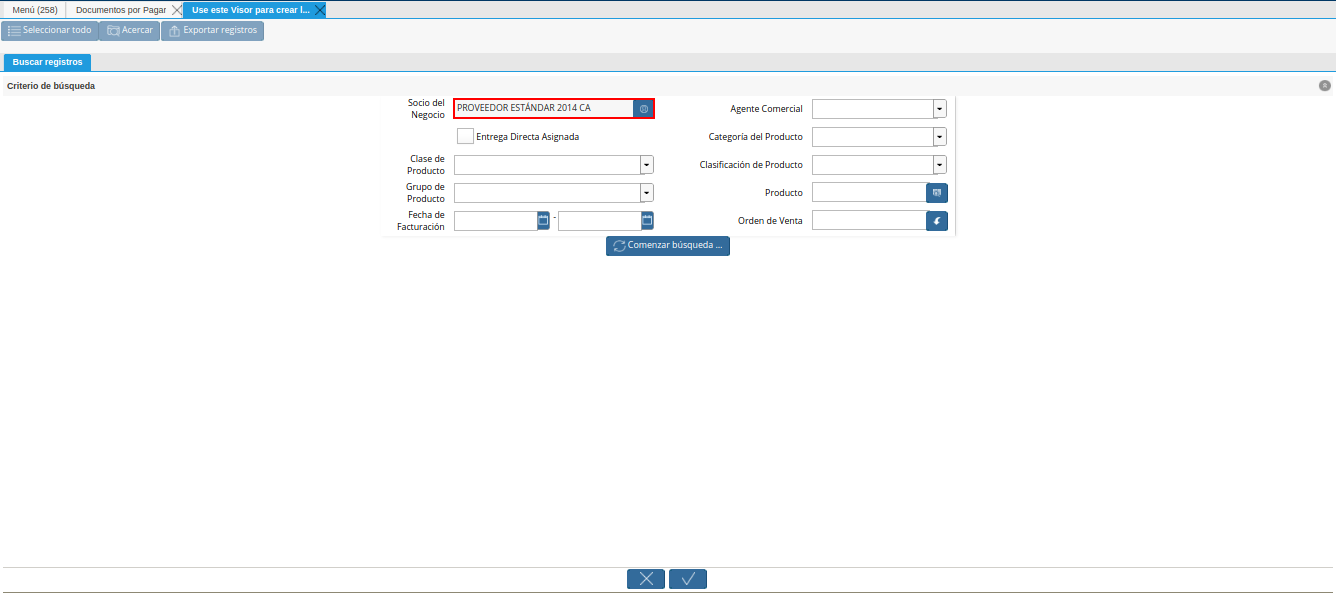 Menú (258) Documentos por Pagar Use este Visor para crear l...
Seleccionar todo Acercar Exportar registros
Buscar registros
Criterio de búsqueda
Socio del Negocio PROVEEDOR ESTÁNDAR 2014 CA Agente Comercial
Entrega Directa Asignada Categoría del Producto
Clase de Producto Clasificación de Producto
Grupo de Producto Producto
Fecha de Facturación - Orden de Venta
Comenzar búsqueda ...